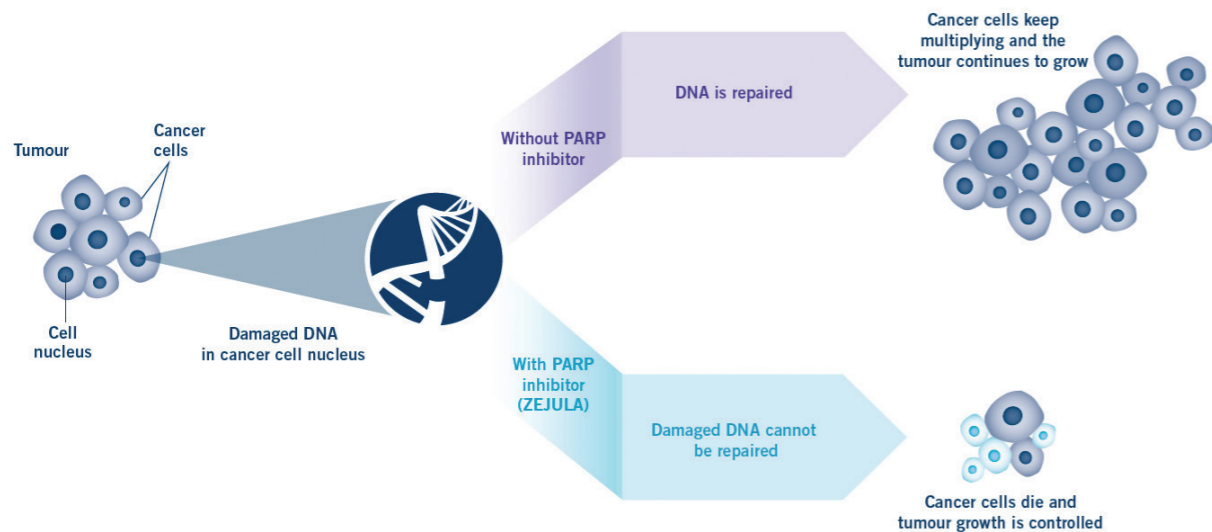 Tumour
Cancer
cells
Cell
nucleus
Damaged DNA
in cancer cell nucleus
Without PARP
inhibitor
DNA is repaired
Cancer cells keep
multiplying and the
tumour continues to grow
With PARP
inhibitor
(ZEJULA)
Damaged DNA cannot
be repaired
Cancer cells die and
tumour growth is controlled